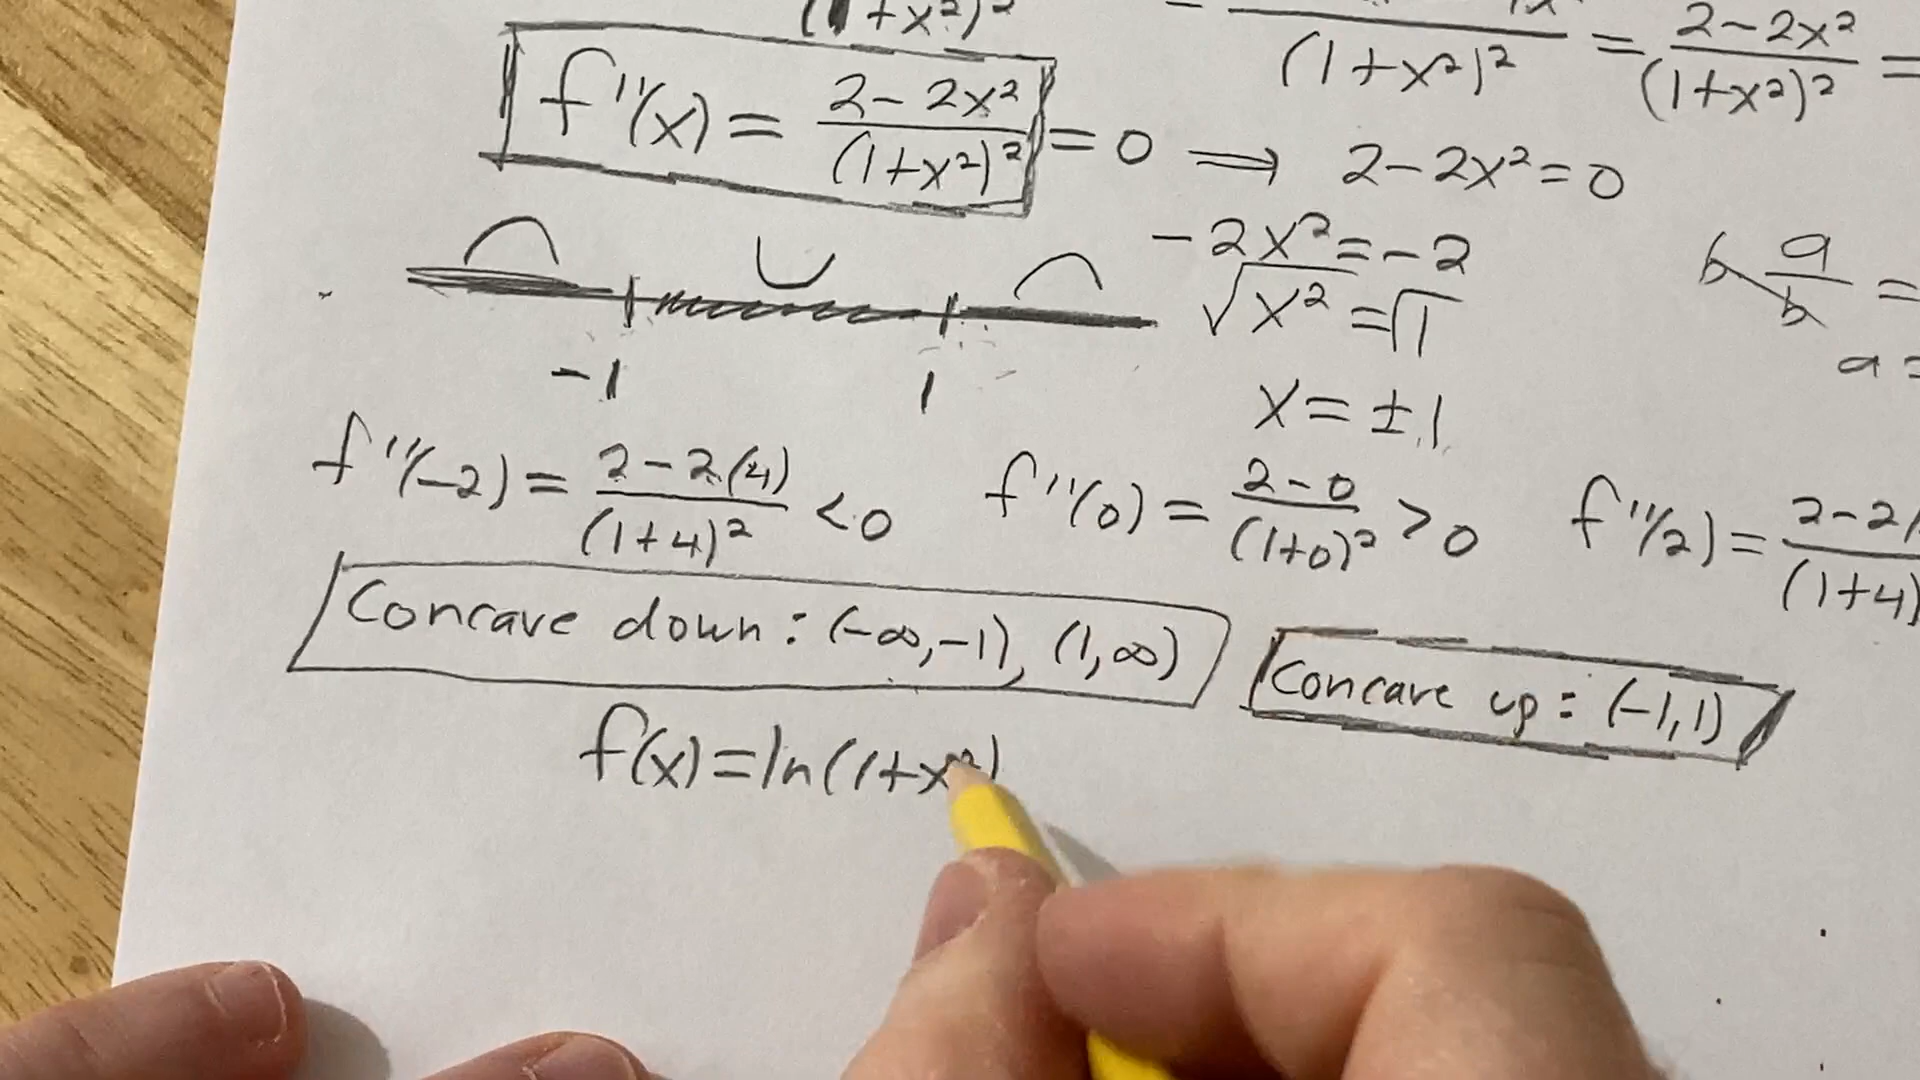 (1+x²)²
(1+x²)² = 2-2x²/(1+x²)² =
f''(x) = 2-2x²/(1+x²)² = 0 ⟹ 2-2x²=0
-2x²=-2
√x² = √1
x = ±1
-1 1
b a/b =
a =
f''(-2) = 2-2(4)/(1+4)² < 0 f''(0) = 2-0/(1+0)² > 0 f''(2) = 2-2(/(1+4)
Concave down: (-∞,-1), (1,∞)
Concave up: (-1,1)
f(x) = ln(1+x²)